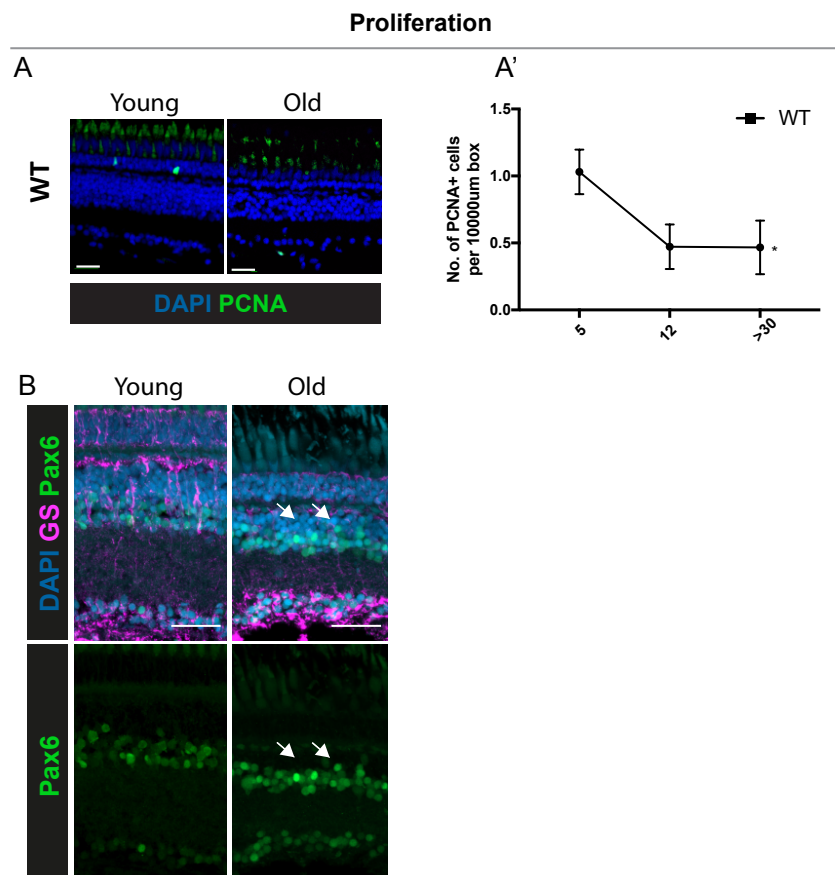 Proliferation
A
Young Old
WT
DAPI PCNA
A'
1.5
1.0
0.5
0.0
No. of PCNA+ cells
per 10000um box
WT
*
5 12 >30
B
Young Old
DAPI GS Pax6
Pax6